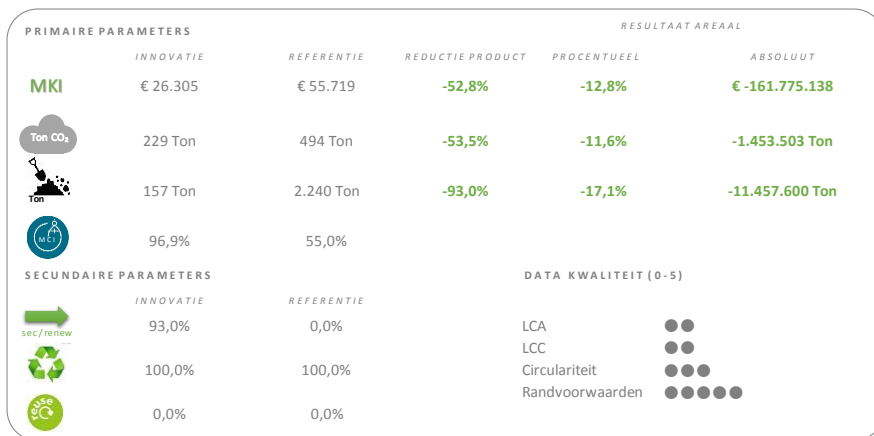 PRIMAIRE PARAMETERS
RESULTAAT AREAAL
INNOVATIE REFERENTIE REDUCTIE PRODUCT PROCENTUEEL ABSOLUUT
MKI € 26.305 € 55.719 -52,8% -12,8% € -161.775.138
Ton CO₂ 229 Ton 494 Ton -53,5% -11,6% -1.453.503 Ton
Ton 157 Ton 2.240 Ton -93,0% -17,1% -11.457.600 Ton
MCI 96,9% 55,0%
SECUNDAIRE PARAMETERS
INNOVATIE REFERENTIE
sec/renew 93,0% 0,0%
100,0% 100,0%
reuse 0,0% 0,0%
DATA KWALITEIT (0-5)
LCA
LCC
Circulariteit
Randvoorwaarden